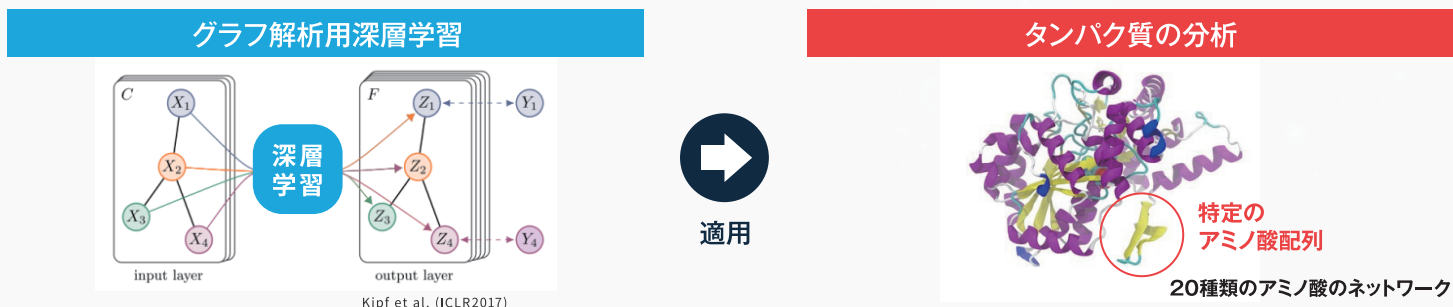 グラフ解析用深層学習
C
X1
X2
X3
X4
input layer
深層
学習
F
Z1
Z2
Z3
Z4
output layer
Y1
Y4
Kipf et al. (ICLR2017)
適用
タンパク質の分析
特定の
アミノ酸配列
20種類のアミノ酸のネットワーク